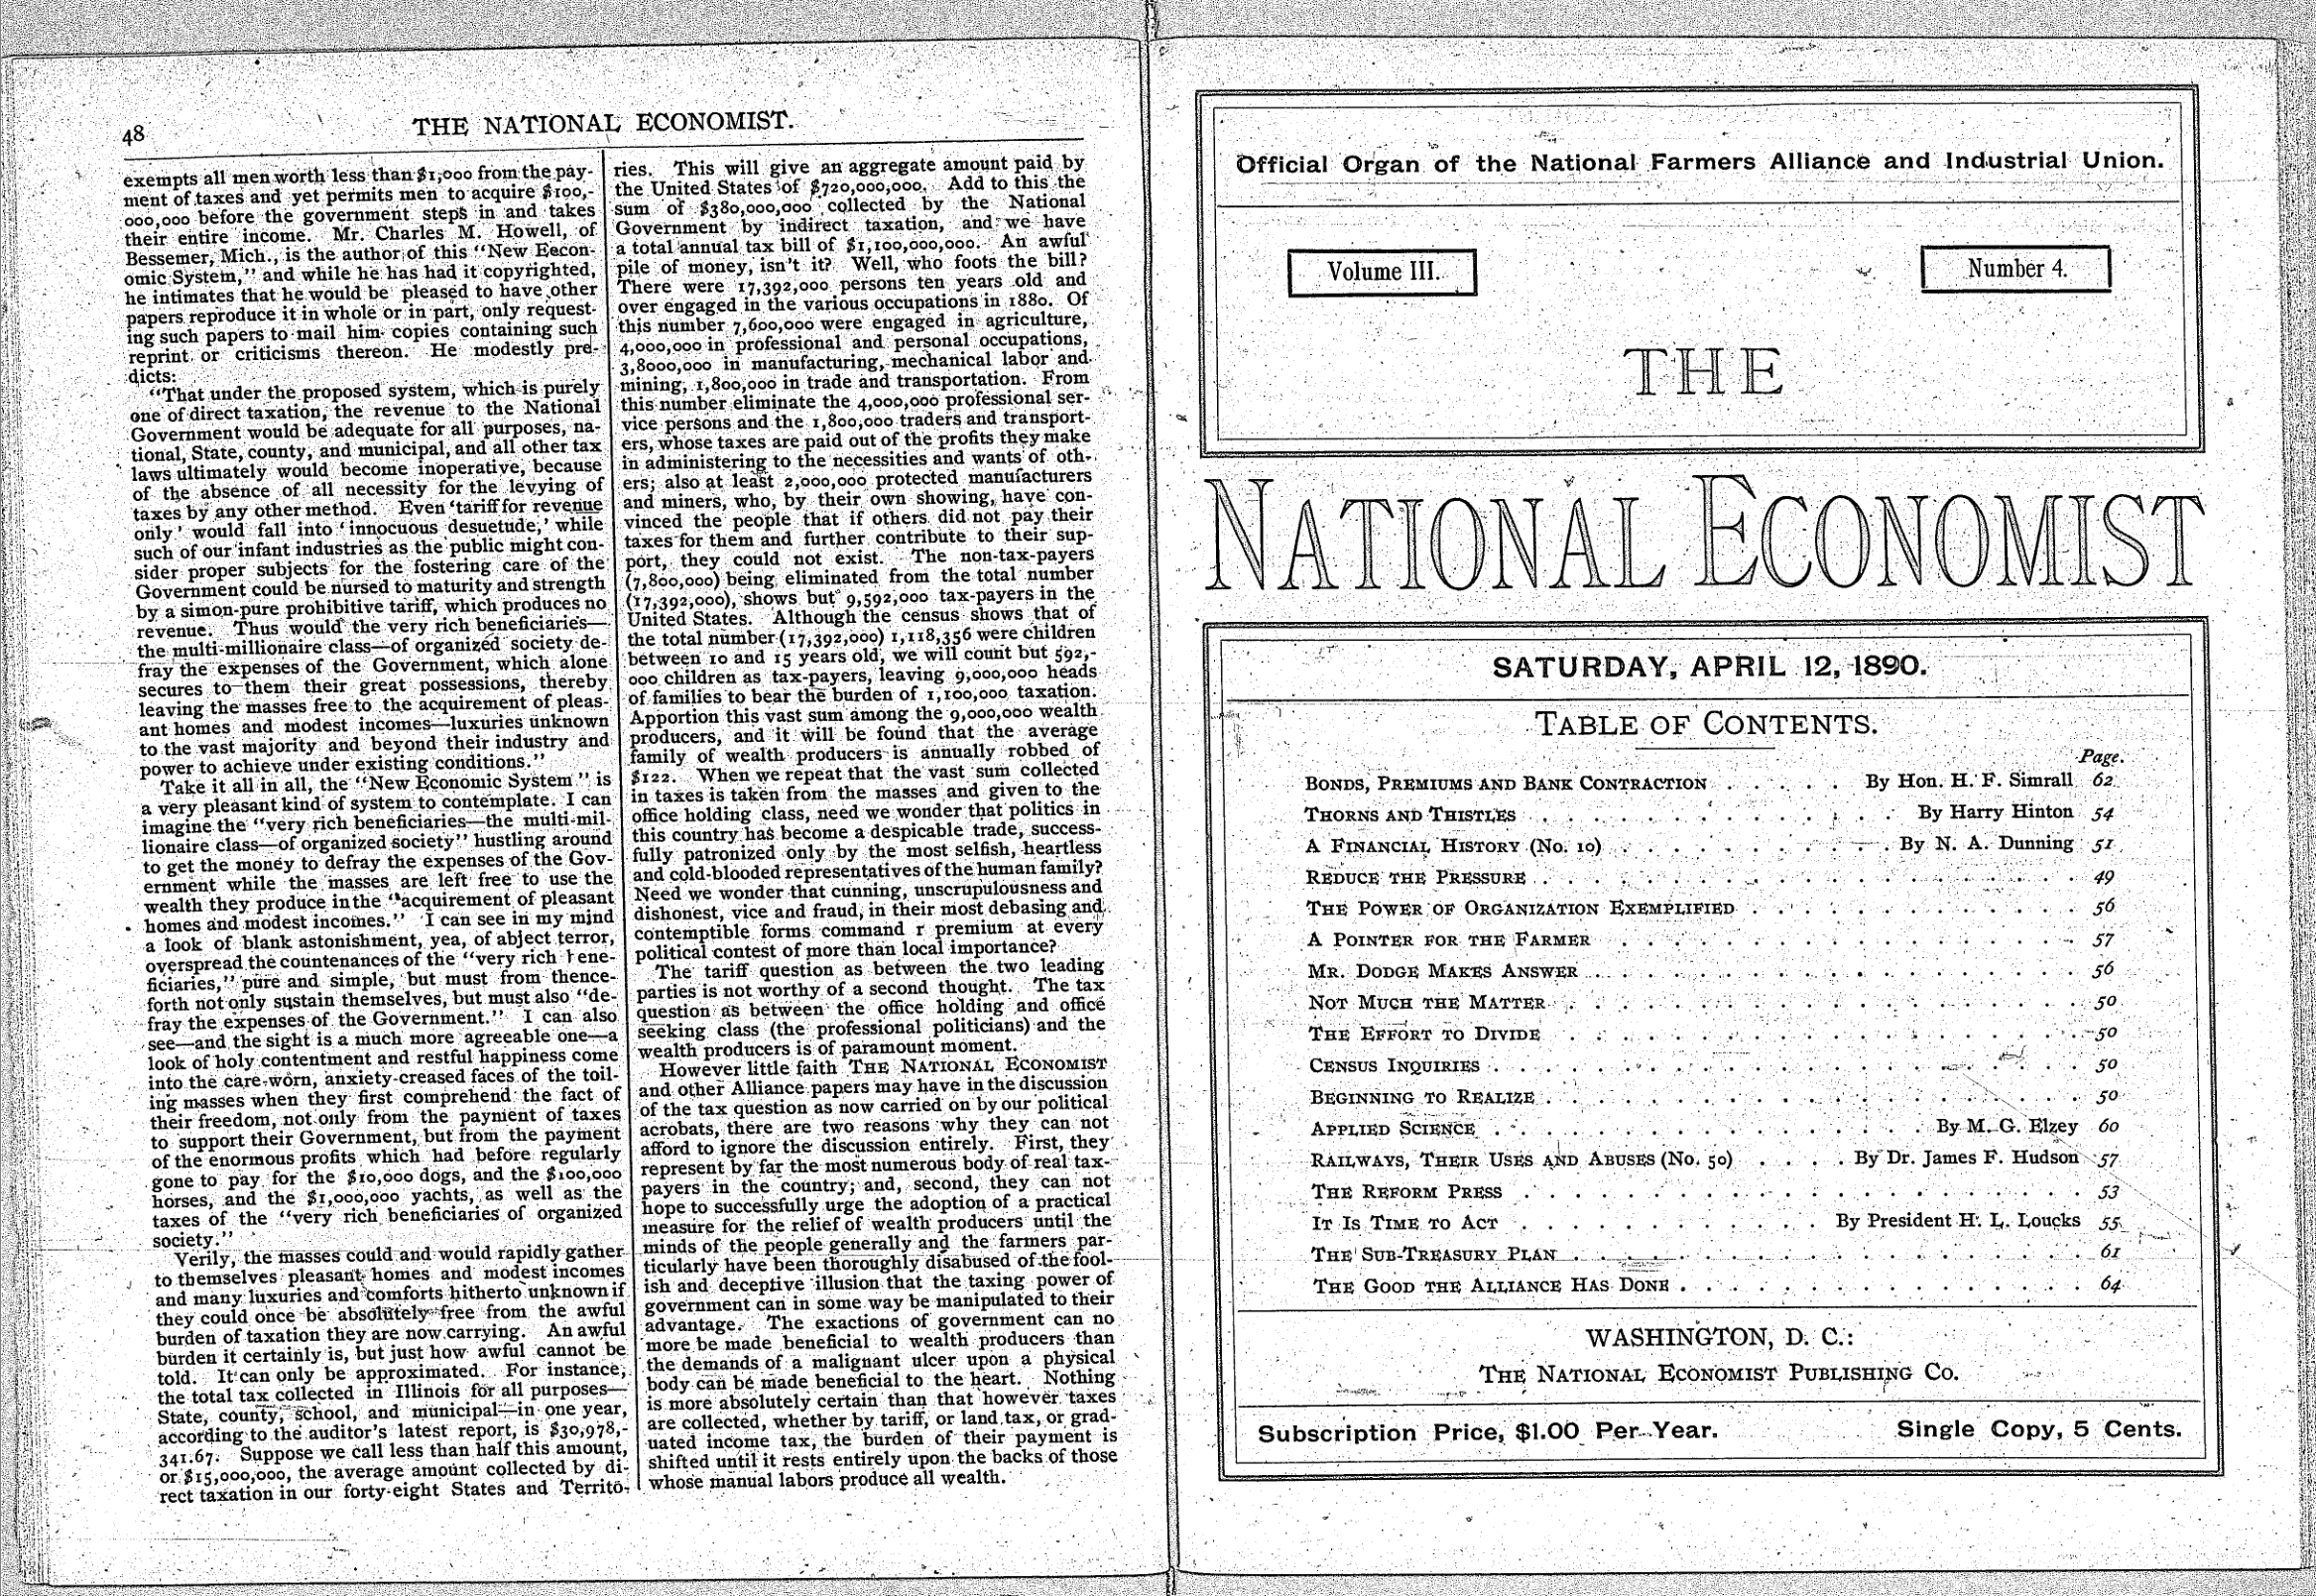 48
THE NATIONAL ECONOMIST.
exempts all men worth less than $1,000 from the pay-
ment of taxes and yet permits men to acquire $100,-
000,000 before the government steps in and takes
their entire income. Mr. Charles M. Howell, of
Bessemer, Mich., is the author of this "New Eecon-
omic System," and while he has had it copyrighted,
he intimates that he would be pleased to have other
papers reproduce it in whole or in part, only request-
ing such papers to mail him copies containing such
reprint or criticisms thereon. He modestly pre-
dicts:
"That under the proposed system, which is purely
one of direct taxation, the revenue to the National
Government would be adequate for all purposes, na-
tional, State, county, and municipal, and all other tax
laws ultimately would become inoperative, because
of the absence of all necessity for the levying of
taxes by any other method. Even 'tariff for revenue
only' would fall into 'innocuous desuetude,' while
such of our infant industries as the public might con-
sider proper subjects for the fostering care of the
Government could be nursed to maturity and strength
by a simon-pure prohibitive tariff, which produces no
revenue. Thus would the very rich beneficiaries—
the multi-millionaire class—of organized society de-
fray the expenses of the Government, which alone
secures to them their great possessions, thereby
leaving the masses free to the acquirement of pleas-
ant homes and modest incomes—luxuries unknown
to the vast majority and beyond their industry and
power to achieve under existing conditions."
Take it all in all, the "New Economic System" is
a very pleasant kind of system to contemplate. I can
imagine the "very rich beneficiaries—the multi-mil-
lionaire class—of organized society" hustling around
to get the money to defray the expenses of the Gov-
ernment while the masses are left free to use the
wealth they produce in the "acquirement of pleasant
homes and modest incomes." I can see in my mind
a look of blank astonishment, yea, of abject terror,
overspread the countenances of the "very rich bene-
ficiaries," pure and simple, but must from thence-
forth not only sustain themselves, but must also "de-
fray the expenses of the Government." I can also
see—and the sight is a much more agreeable one—a
look of holy contentment and restful happiness come
into the care-worn, anxiety-creased faces of the toil-
ing masses when they first comprehend the fact of
their freedom, not only from the payment of taxes
to support their Government, but from the payment
of the enormous profits which had before regularly
gone to pay for the $10,000 dogs, and the $100,000
horses, and the $1,000,000 yachts, as well as the
taxes of the "very rich beneficiaries of organized
society."
Verily, the masses could and would rapidly gather
to themselves pleasant homes and modest incomes
and many luxuries and comforts hitherto unknown if
they could once be absolutely free from the awful
burden of taxation they are now carrying. An awful
burden it certainly is, but just how awful cannot be
told. It can only be approximated. For instance,
the total tax collected in Illinois for all purposes—
State, county, school, and municipal—in one year,
according to the auditor's latest report, is $30,978,-
341.67. Suppose we call less than half this amount,
or $15,000,000, the average amount collected by di-
rect taxation in our forty-eight States and Territo-
ries. This will give an aggregate amount paid by
the United States of $720,000,000. Add to this the
sum of $380,000,000 collected by the National
Government by indirect taxation, and we have
a total annual tax bill of $1,100,000,000. An awful
pile of money, isn't it? Well, who foots the bill?
There were 17,392,000 persons ten years old and
over engaged in the various occupations in 1880. Of
this number 7,600,000 were engaged in agriculture,
4,000,000 in professional and personal occupations,
3,8000,000 in manufacturing, mechanical labor and
mining, 1,800,000 in trade and transportation. From
this number eliminate the 4,000,000 professional ser-
vice persons and the 1,800,000 traders and transport-
ers, whose taxes are paid out of the profits they make
in administering to the necessities and wants of oth-
ers; also at least 2,000,000 protected manufacturers
and miners, who, by their own showing, have con-
vinced the people that if others did not pay their
taxes for them and further contribute to their sup-
port, they could not exist. The non-tax-payers
(7,800,000) being eliminated from the total number
(17,392,000), shows but 9,592,000 tax-payers in the
United States. Although the census shows that of
the total number (17,392,000) 1,118,356 were children
between 10 and 15 years old, we will count but 592,-
000 children as tax-payers, leaving 9,000,000 heads
of families to bear the burden of 1,100,000 taxation.
Apportion this vast sum among the 9,000,000 wealth
producers, and it will be found that the average
family of wealth producers is annually robbed of
$122. When we repeat that the vast sum collected
in taxes is taken from the masses and given to the
office holding class, need we wonder that politics in
this country has become a despicable trade, success-
fully patronized only by the most selfish, heartless
and cold-blooded representatives of the human family?
Need we wonder that cunning, unscrupulousness and
dishonest, vice and fraud, in their most debasing and
contemptible forms command r premium at every
political contest of more than local importance?
The tariff question as between the two leading
parties is not worthy of a second thought. The tax
question as between the office holding and office
seeking class (the professional politicians) and the
wealth producers is of paramount moment.
However little faith THE NATIONAL ECONOMIST
and other Alliance papers may have in the discussion
of the tax question as now carried on by our political
acrobats, there are two reasons why they can not
afford to ignore the discussion entirely. First, they
represent by far the most numerous body of real tax-
payers in the country; and, second, they can not
hope to successfully urge the adoption of a practical
measure for the relief of wealth producers until the
minds of the people generally and the farmers par-
ticularly have been thoroughly disabused of the fool-
ish and deceptive illusion that the taxing power of
government can in some way be manipulated to their
advantage. The exactions of government can no
more be made beneficial to wealth producers than
the demands of a malignant ulcer upon a physical
body can be made beneficial to the heart. Nothing
is more absolutely certain than that however taxes
are collected, whether by tariff, or land tax, or grad-
uated income tax, the burden of their payment is
shifted until it rests entirely upon the backs of those
whose manual labors produce all wealth.
Official Organ of the National Farmers Alliance and Industrial Union.
Volume III.
Number 4.
THE
NATIONAL ECONOMIST
SATURDAY, APRIL 12, 1890.
TABLE OF CONTENTS.
Page.
BONDS, PREMIUMS AND BANK CONTRACTION . . . . . By Hon. H. F. Simrall 62
THORNS AND THISTLES . . . . . . . . . . . By Harry Hinton 54
A FINANCIAL HISTORY (No. 10) . . . . . . . . . By N. A. Dunning 51
REDUCE THE PRESSURE . . . . . . . . . . . . . . . . 49
THE POWER OF ORGANIZATION EXEMPLIFIED . . . . . . . . . . 56
A POINTER FOR THE FARMER . . . . . . . . . . . . . . 57
MR. DODGE MAKES ANSWER . . . . . . . . . . . . . . 56
NOT MUCH THE MATTER . . . . . . . . . . . . . . . 50
THE EFFORT TO DIVIDE . . . . . . . . . . . . . . . 50
CENSUS INQUIRIES . . . . . . . . . . . . . . . . . 50
BEGINNING TO REALIZE . . . . . . . . . . . . . . . 50
APPLIED SCIENCE . . . . . . . . . . . . . By M. G. Elzey 60
RAILWAYS, THEIR USES AND ABUSES (No. 50) . . . . By Dr. James F. Hudson 57
THE REFORM PRESS . . . . . . . . . . . . . . . . 53
IT IS TIME TO ACT . . . . . . . . . . By President H. L. Loucks 55
THE SUB-TREASURY PLAN . . . . . . . . . . . . . . 61
THE GOOD THE ALLIANCE HAS DONE . . . . . . . . . . . . 64
WASHINGTON, D. C.:
THE NATIONAL ECONOMIST PUBLISHING CO.
Subscription Price, $1.00 Per Year.
Single Copy, 5 Cents.